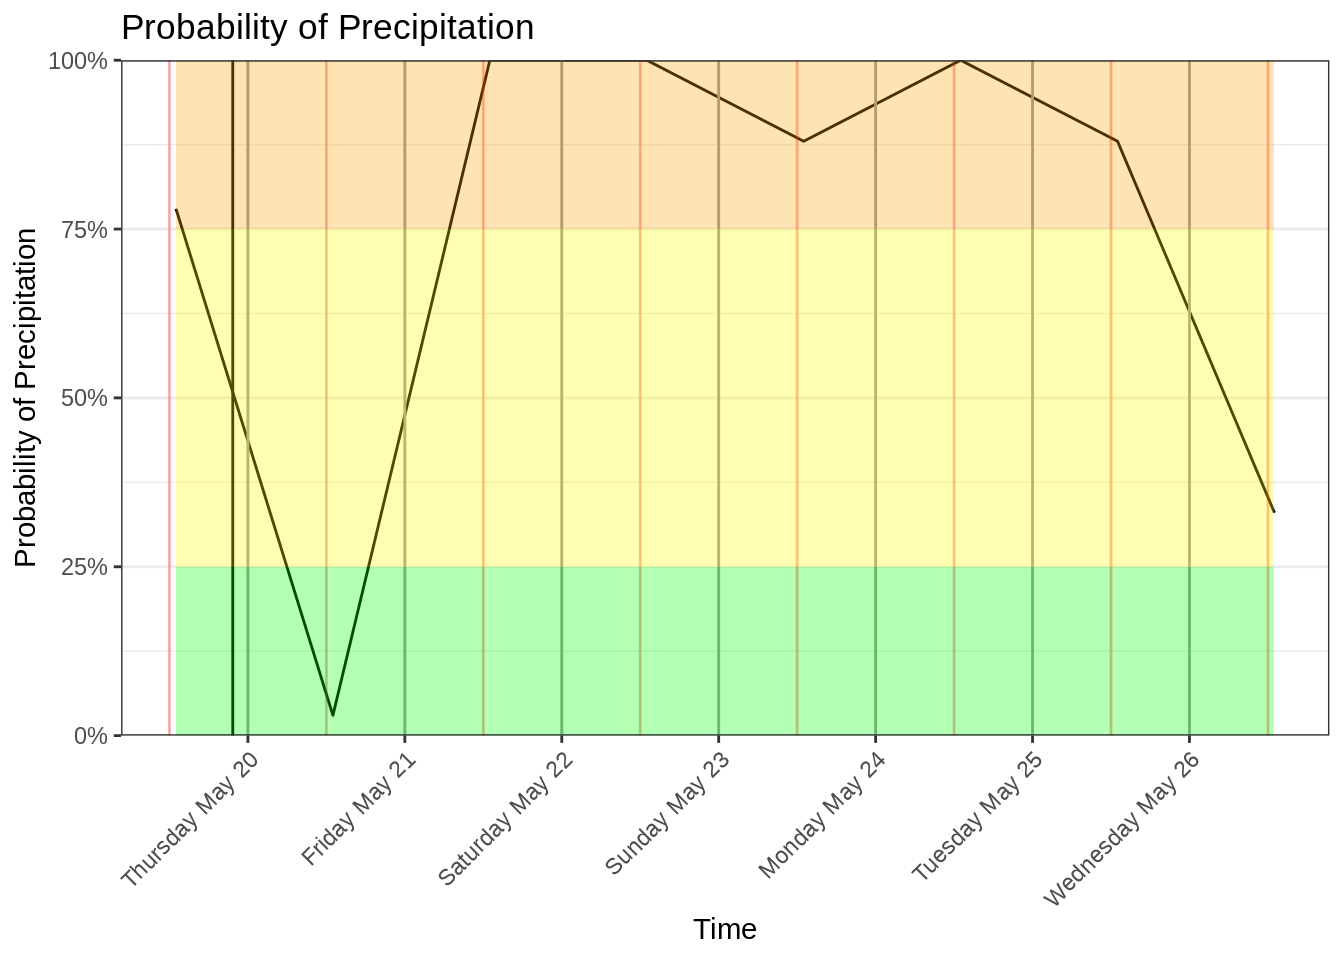 Probability of Precipitation
Probability of Precipitation
100%
75%
50%
25%
0%
Thursday May 20
Friday May 21
Saturday May 22
Sunday May 23
Monday May 24
Tuesday May 25
Wednesday May 26
Time